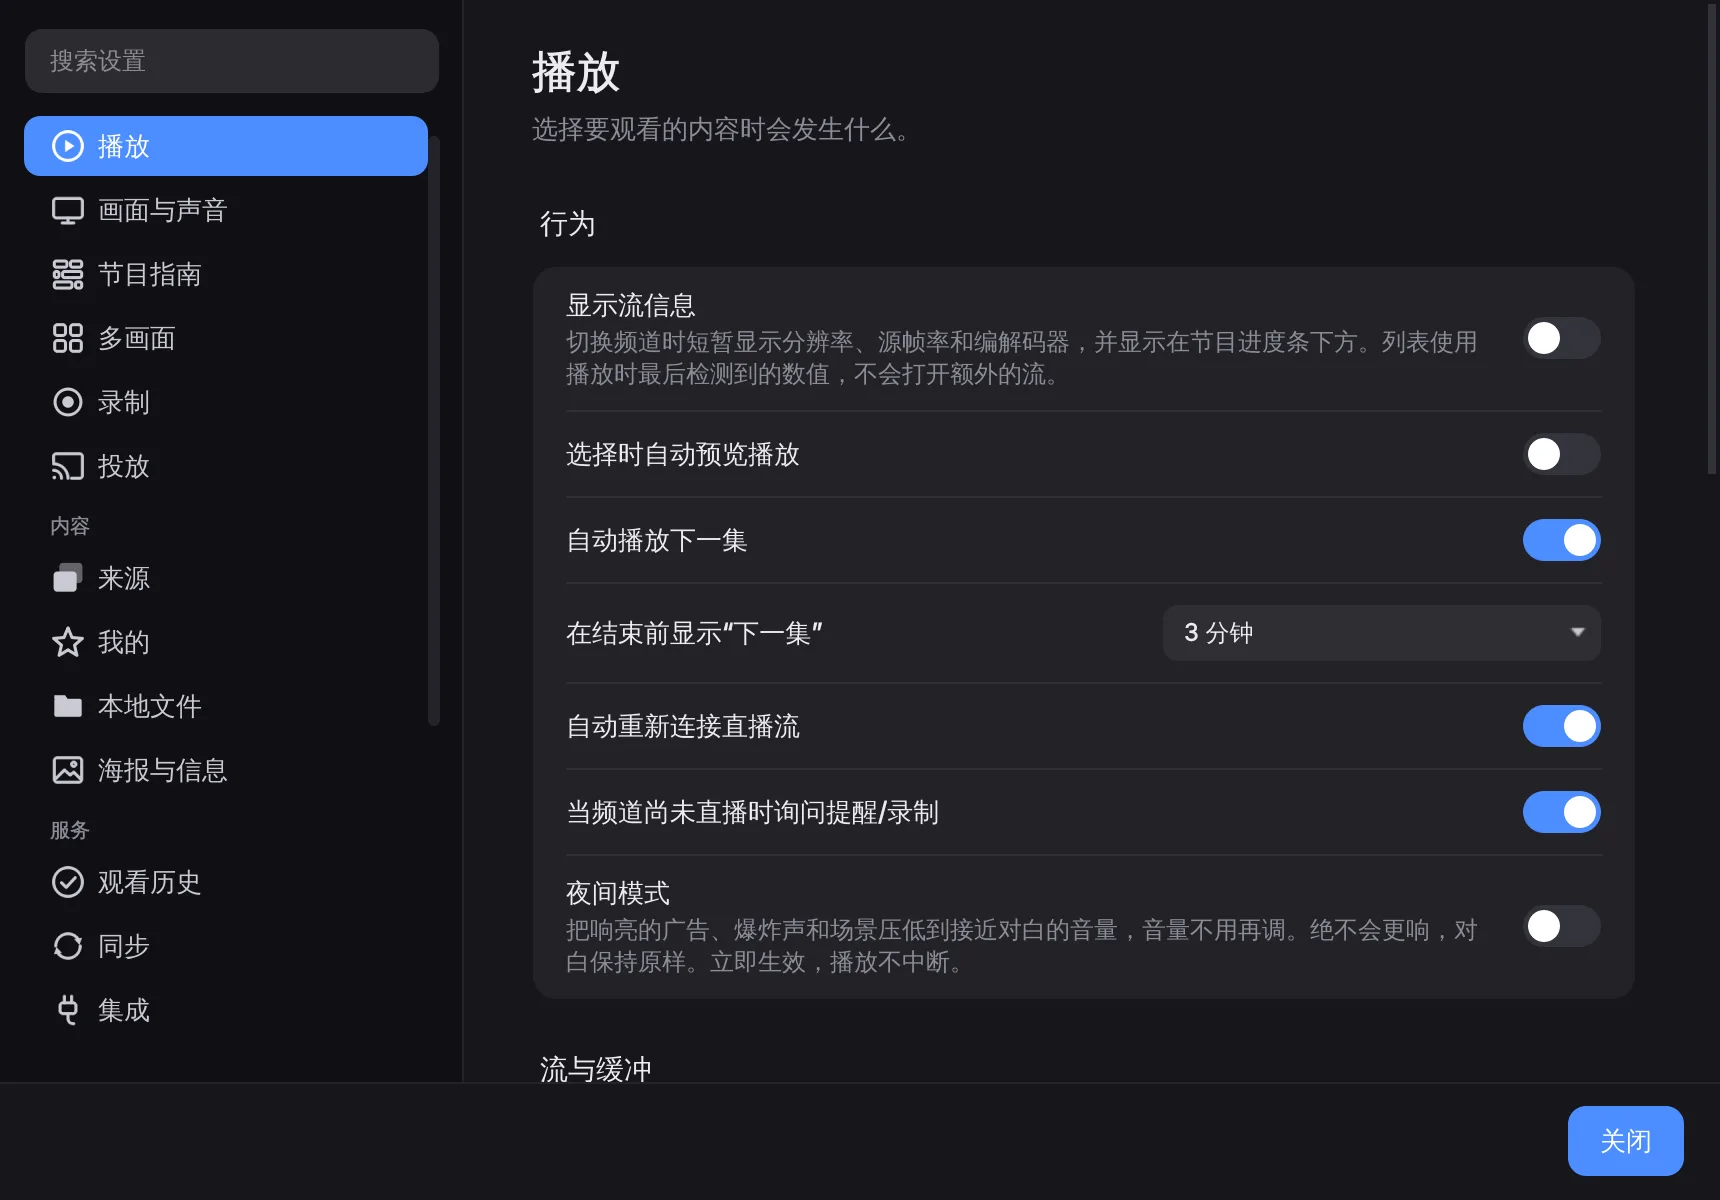 搜索设置
播放
画面与声音
节目指南
多画面
录制
投放
内容
来源
我的
本地文件
海报与信息
服务
观看历史
同步
集成
播放
选择要观看的内容时会发生什么。
行为
显示流信息
切换频道时短暂显示分辨率、源帧率和编解码器，并显示在节目进度条下方。列表使用
播放时最后检测到的数值，不会打开额外的流。
选择时自动预览播放
自动播放下一集
在结束前显示“下一集”
3 分钟
自动重新连接直播流
当频道尚未直播时询问提醒/录制
夜间模式
把响亮的广告、爆炸声和场景压低到接近对白的音量，音量不用再调。绝不会更响，对
白保持原样。立即生效，播放不中断。
流与缓冲
关闭